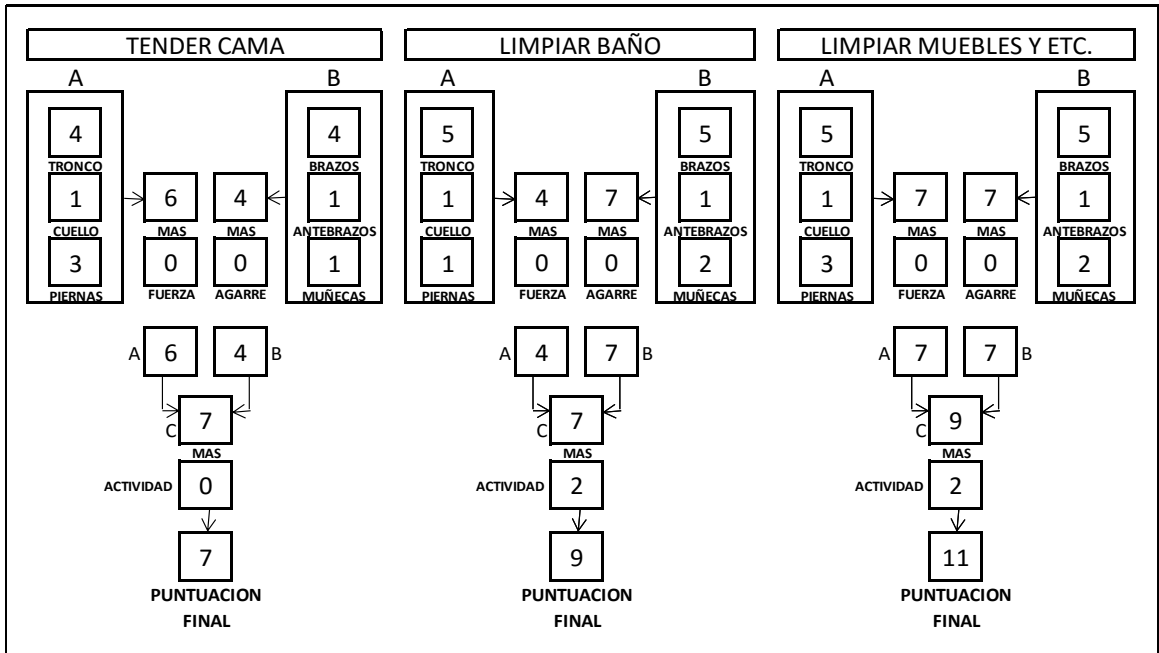 TENDER CAMA LIMPIAR BAÑO LIMPIAR MUEBLES Y ETC.
A B A B A B
4 4 5 5 5 5
TRONCO BRAZOS TRONCO BRAZOS TRONCO BRAZOS
1 6 4 1 1 4 7 1 1 7 7 1
CUELLO MAS MAS ANTEBRAZOS CUELLO MAS MAS ANTEBRAZOS CUELLO MAS MAS ANTEBRAZOS
3 0 0 1 1 0 0 2 3 0 0 2
PIERNAS FUERZA AGARRE MUÑECAS PIERNAS FUERZA AGARRE MUÑECAS PIERNAS FUERZA AGARRE MUÑECAS
A 6 4 B A 4 7 B A 7 7 B
C 7 C 7 C 9
MAS MAS MAS
ACTIVIDAD 0 ACTIVIDAD 2 ACTIVIDAD 2
7 9 11
PUNTUACION PUNTUACION PUNTUACION
FINAL FINAL FINAL